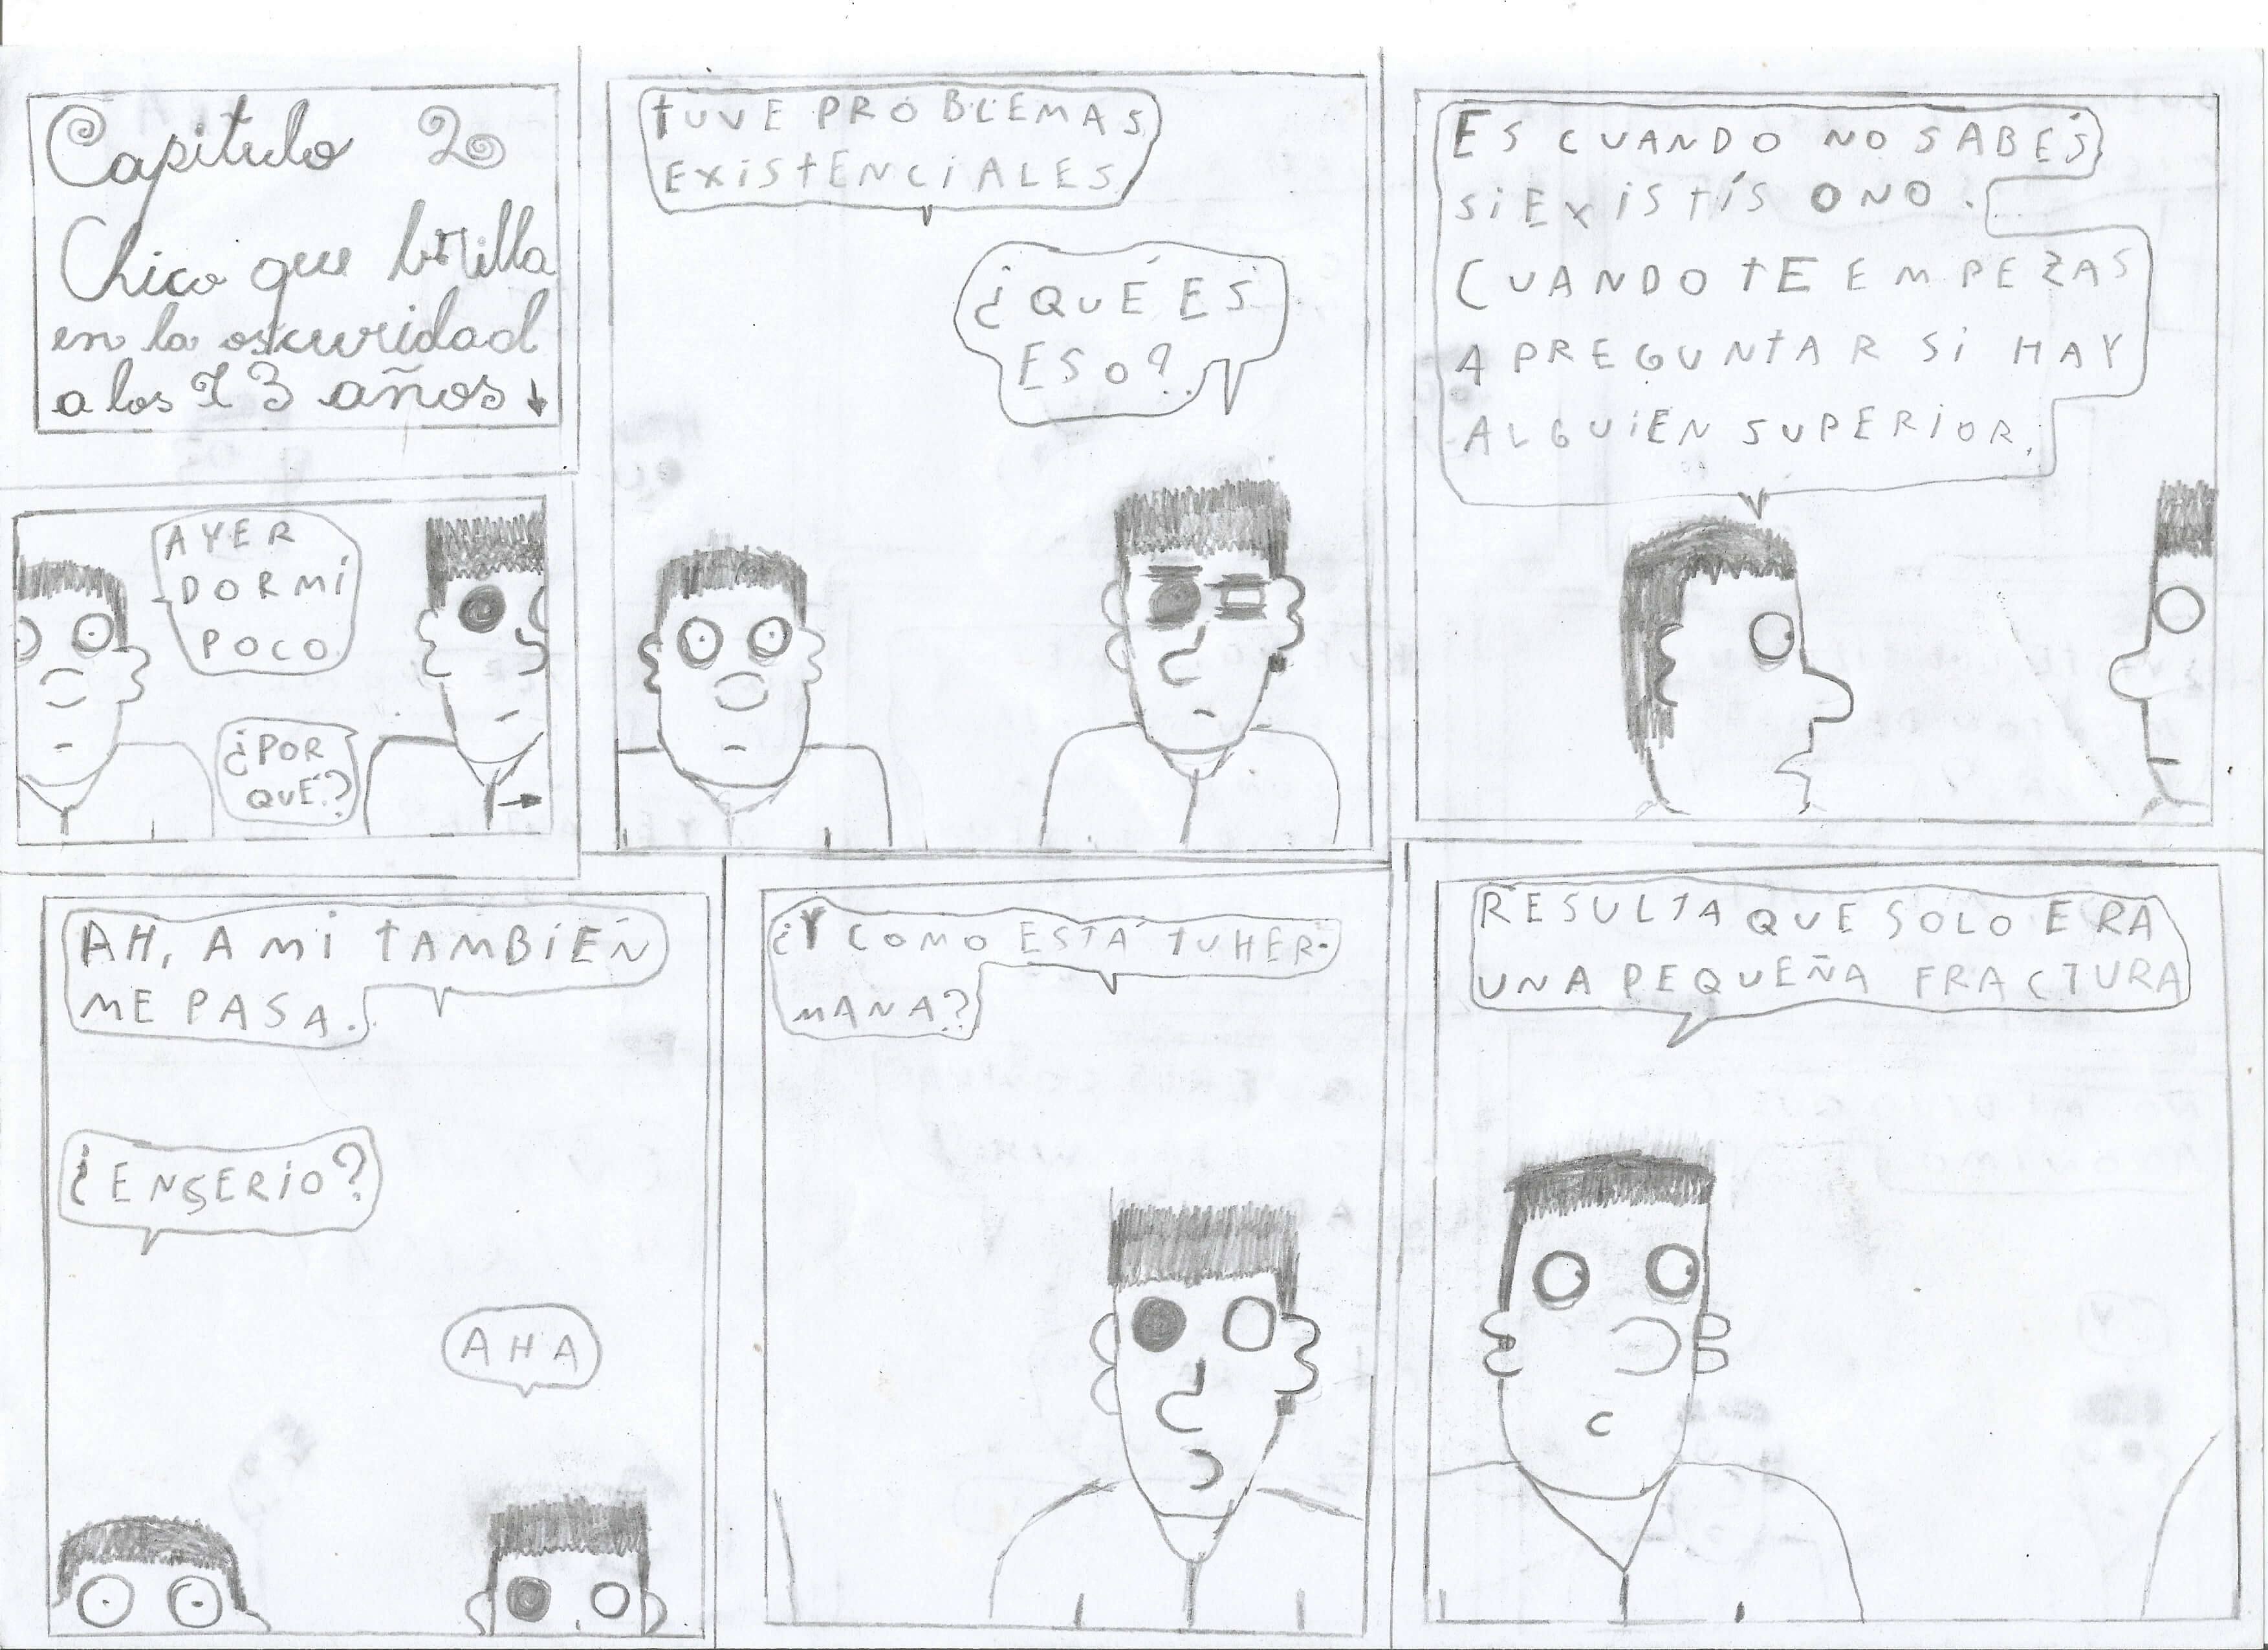 Capitulo 2
Chico que brilla
en la oscuridad
a los 13 años ↓
AYER
DORMÍ
POCO
¿POR
QUÉ?
TUVE PROBLEMAS
EXISTENCIALES
¿QUÉ ES
ESO?
ES CUANDO NO SABÉS
SI EXISTÍS O NO.
CUANDO TE EMPEZAS
A PREGUNTAR SI HAY
ALGUIEN SUPERIOR.
AH, A MI TAMBIÉN
ME PASA.
¿ENSERIO?
AHA
¿Y COMO ESTÁ TU HER-
MANA?
RESULTA QUE SOLO ERA
UNA PEQUEÑA FRACTURA